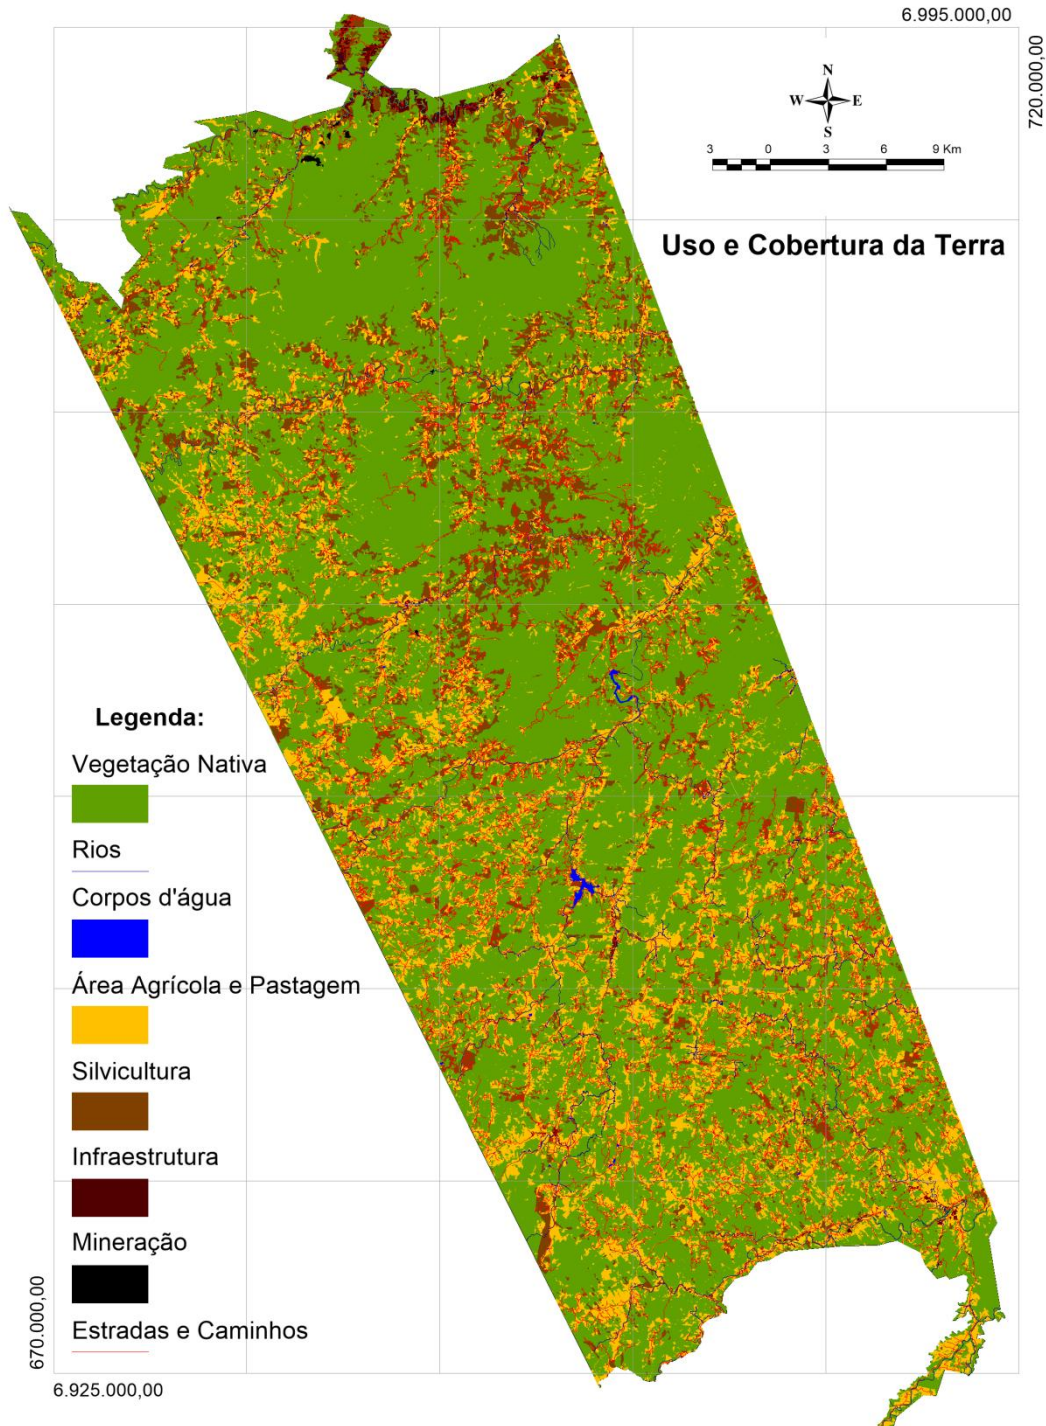 6.995.000,00
720.000,00
N
W E
S
3 0 3 6 9 Km
Uso e Cobertura da Terra
Legenda:
Vegetação Nativa
Rios
Corpos d'água
Área Agrícola e Pastagem
Silvicultura
Infraestrutura
Mineração
Estradas e Caminhos
670.000,00
6.925.000,00